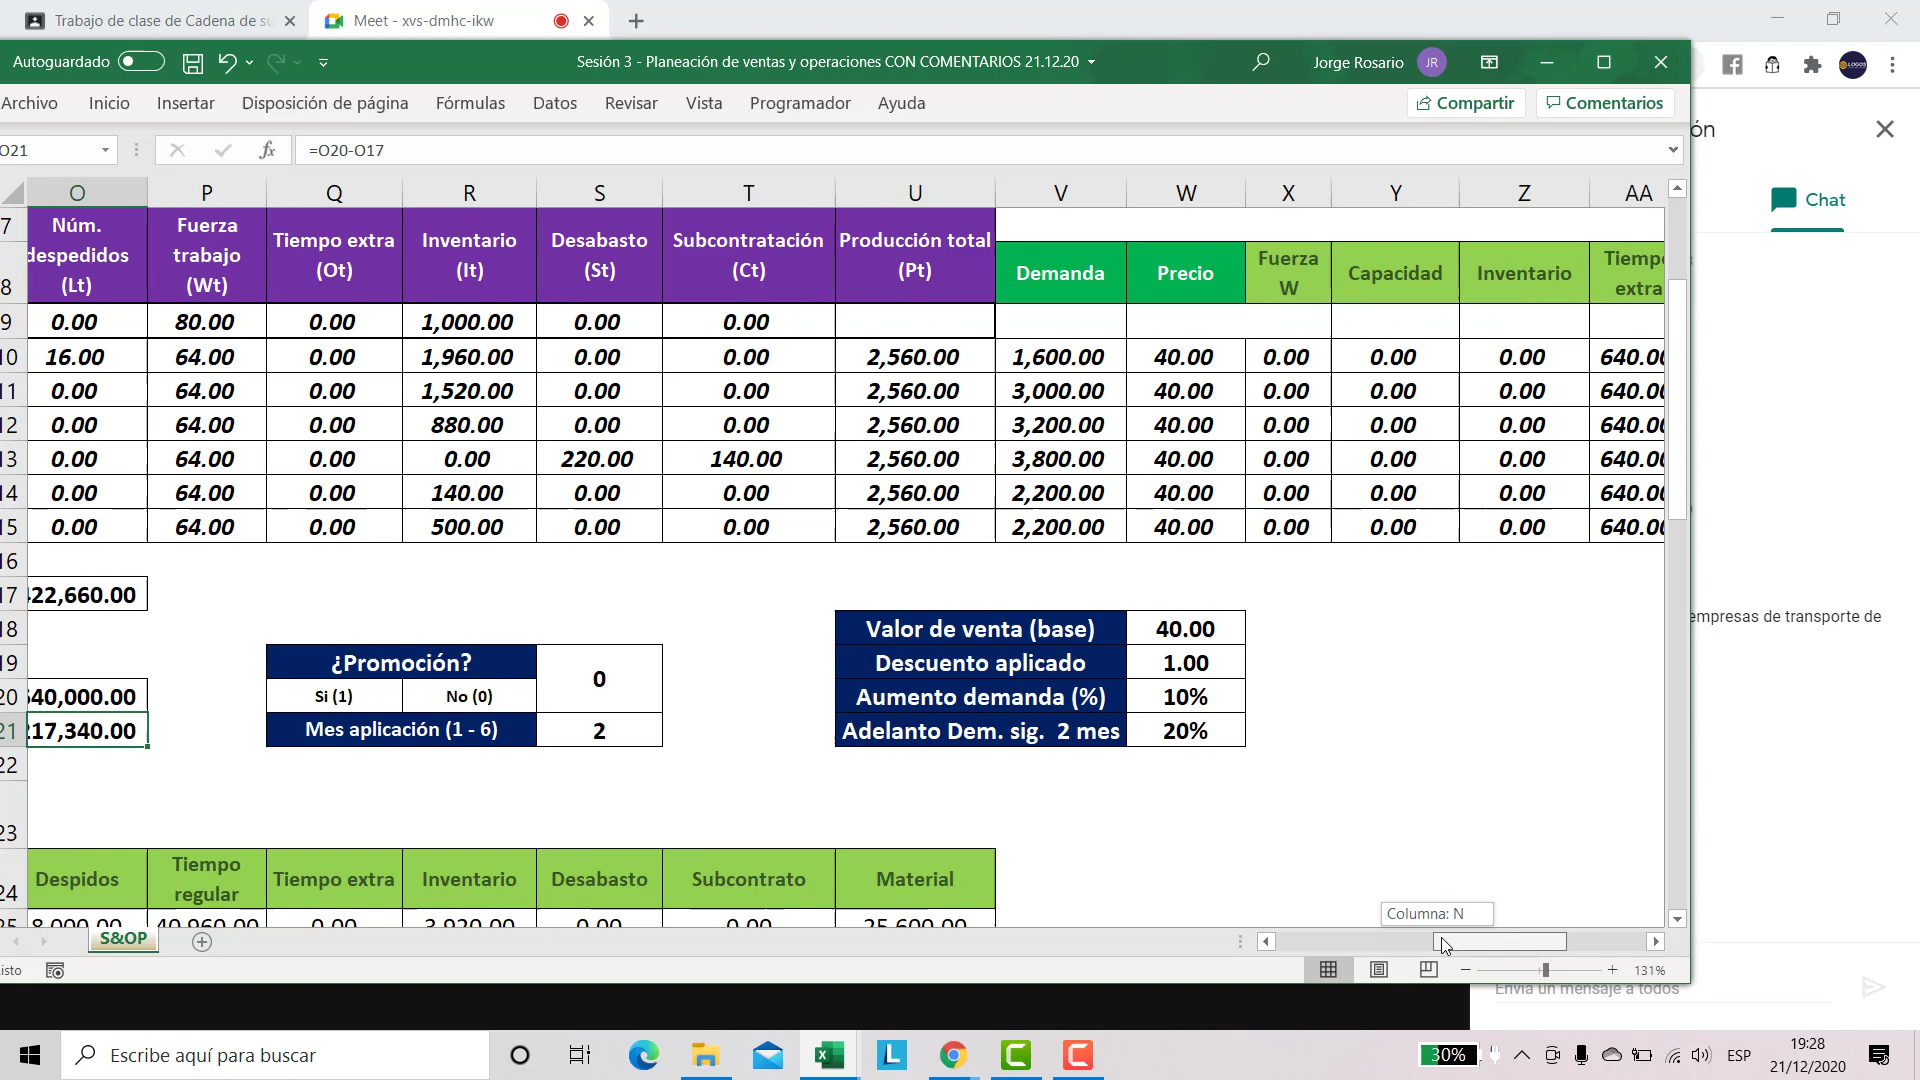 Trabajo de clase de Cadena de su
Meet - xvs-dmhc-ikw
Autoguardado
Sesión 3 - Planeación de ventas y operaciones CON COMENTARIOS 21.12.20
Jorge Rosario JR
Archivo Inicio Insertar Disposición de página Fórmulas Datos Revisar Vista Programador Ayuda Compartir Comentarios
O21 fx =O20-O17
ón
Chat
O P Q R S T U V W X Y Z AA
7 Núm. despedidos (Lt) Fuerza trabajo (Wt) Tiempo extra (Ot) Inventario (It) Desabasto (St) Subcontratación (Ct) Producción total (Pt)
8 Demanda Precio Fuerza W Capacidad Inventario Tiempo extra
9 0.00 80.00 0.00 1,000.00 0.00 0.00
10 16.00 64.00 0.00 1,960.00 0.00 0.00 2,560.00 1,600.00 40.00 0.00 0.00 0.00 640.00
11 0.00 64.00 0.00 1,520.00 0.00 0.00 2,560.00 3,000.00 40.00 0.00 0.00 0.00 640.00
12 0.00 64.00 0.00 880.00 0.00 0.00 2,560.00 3,200.00 40.00 0.00 0.00 0.00 640.00
13 0.00 64.00 0.00 0.00 220.00 140.00 2,560.00 3,800.00 40.00 0.00 0.00 0.00 640.00
14 0.00 64.00 0.00 140.00 0.00 0.00 2,560.00 2,200.00 40.00 0.00 0.00 0.00 640.00
15 0.00 64.00 0.00 500.00 0.00 0.00 2,560.00 2,200.00 40.00 0.00 0.00 0.00 640.00
16
17 422,660.00
empresas de transporte de
18 Valor de venta (base) 40.00
19 ¿Promoción? 0 Descuento aplicado 1.00
20 640,000.00 Si (1) No (0) Aumento demanda (%) 10%
21 217,340.00 Mes aplicación (1 - 6) 2 Adelanto Dem. sig. 2 mes 20%
22
23
24 Despidos Tiempo regular Tiempo extra Inventario Desabasto Subcontrato Material
25 8,000.00 40,960.00 0.00 3,920.00 0.00 0.00 25,600.00
Columna: N
S&OP
Listo
131%
Envía un mensaje a todos
Escribe aquí para buscar
30%
ESP
19:28
21/12/2020